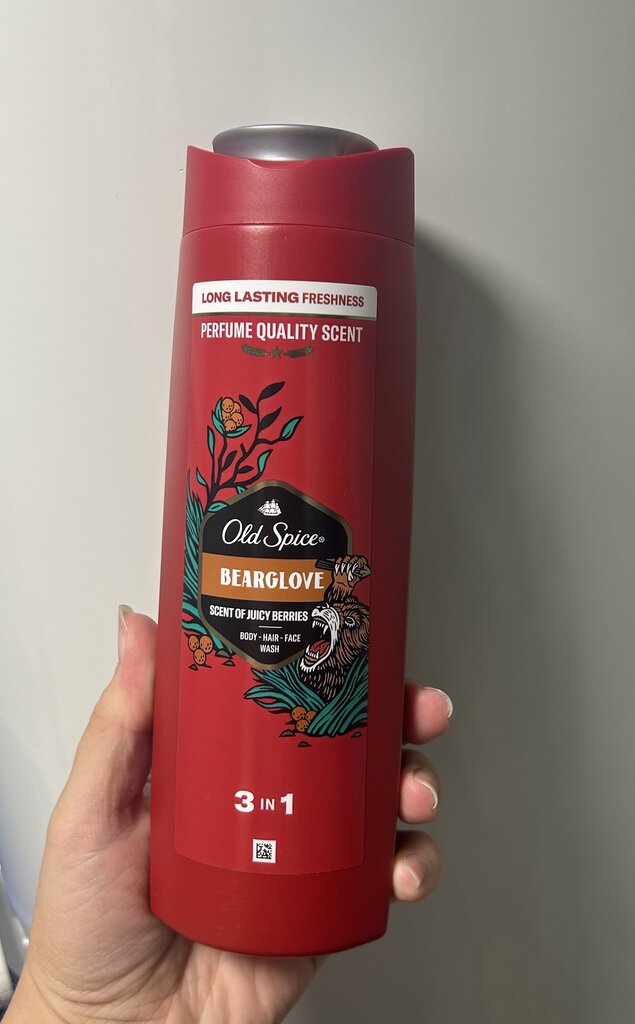 LONG LASTING FRESHNESS
PERFUME QUALITY SCENT
Old Spice®
BEARGLOVE
SCENT OF JUICY BERRIES
BODY - HAIR - FACE
WASH
3 IN 1